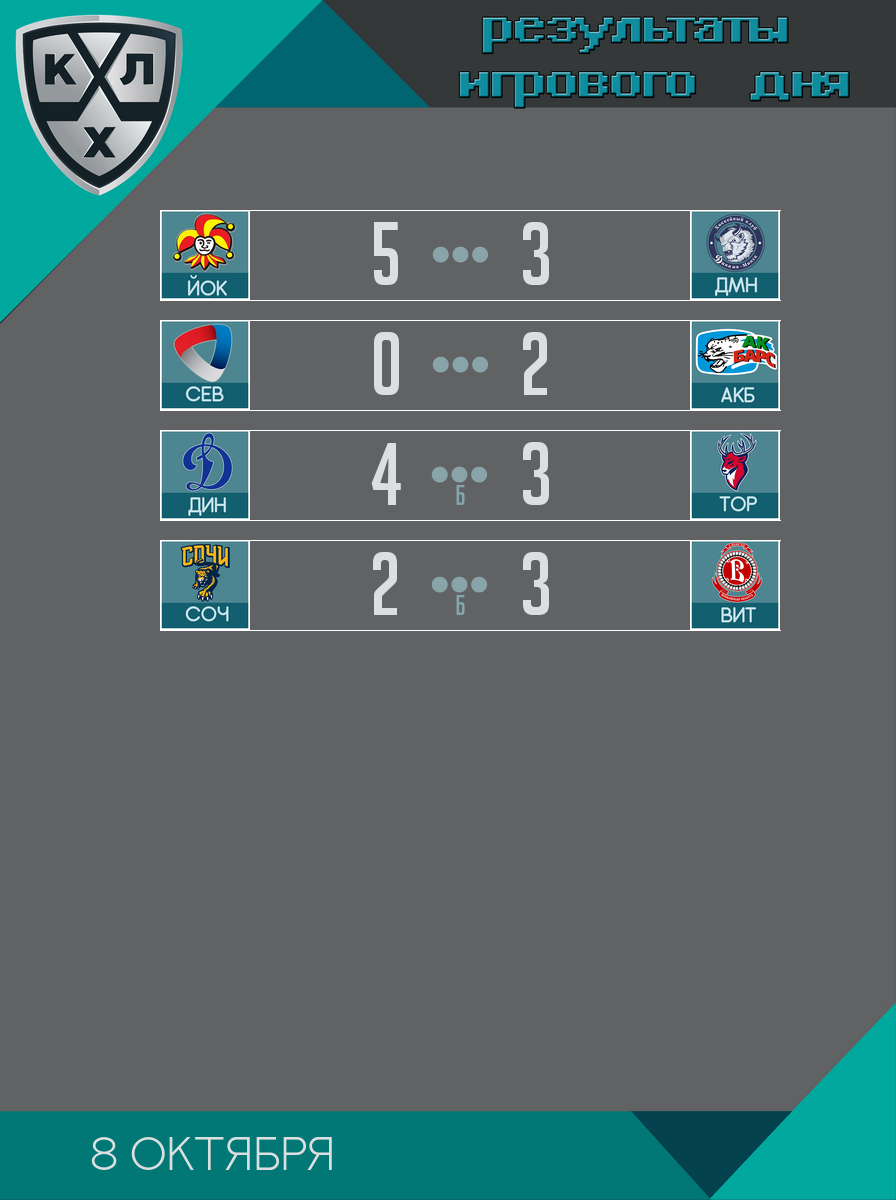 результаты
игрового дня
К Л
Х
5 3
ЙОК ДМН
0 2
АК БАРС
СЕВ АКБ
4 3
Б
ДИН ТОР
СОЧИ
2 3
Б
СОЧ ВИТ
8 ОКТЯБРЯ